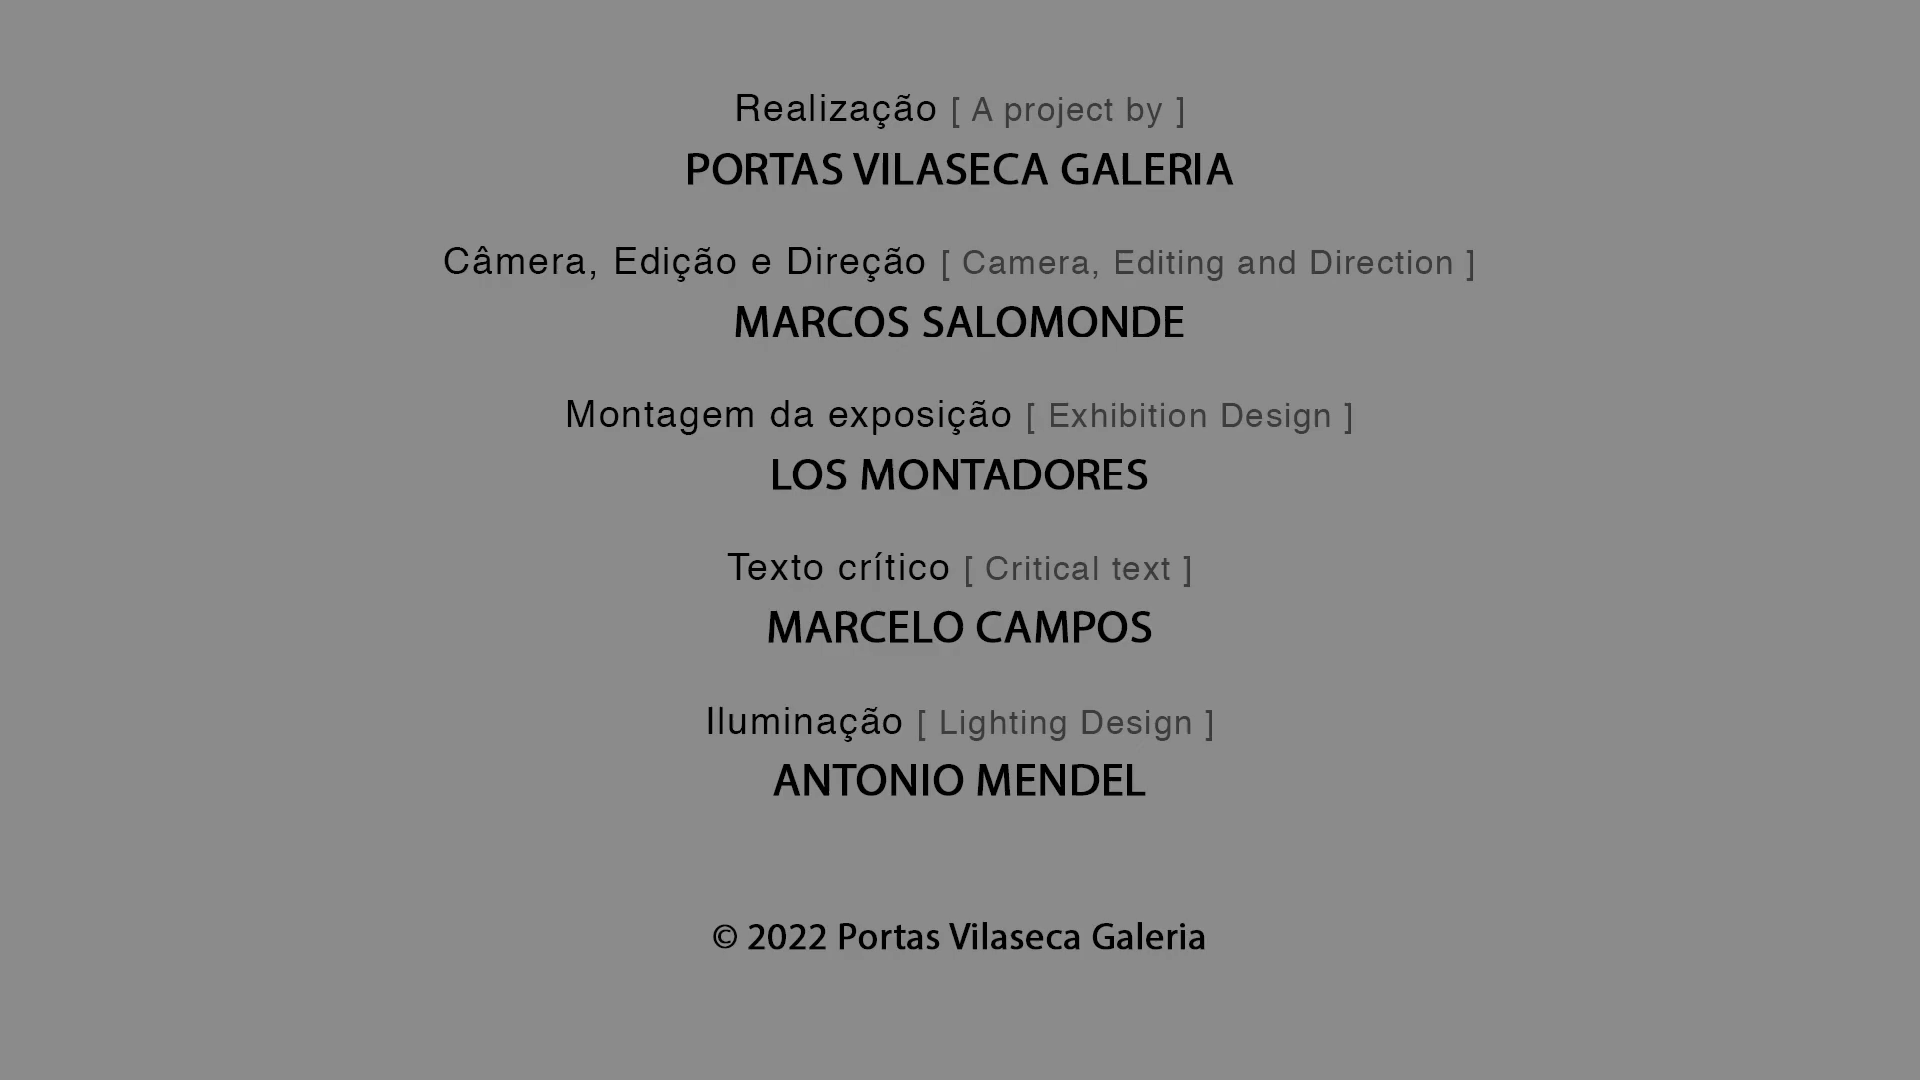 Realização [ A project by ]
PORTAS VILASECA GALERIA
Câmera, Edição e Direção [ Camera, Editing and Direction ]
MARCOS SALOMONDE
Montagem da exposição [ Exhibition Design ]
LOS MONTADORES
Texto crítico [ Critical text ]
MARCELO CAMPOS
Iluminação [ Lighting Design ]
ANTONIO MENDEL
© 2022 Portas Vilaseca Galeria